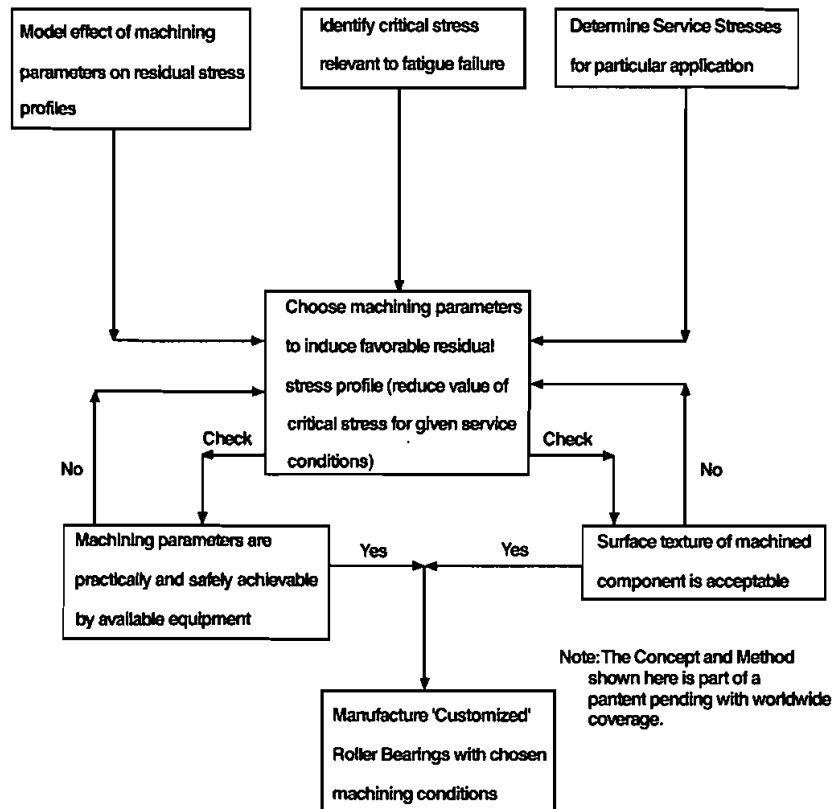 Model effect of machining
parameters on residual stress
profiles
Identify critical stress
relevant to fatigue failure
Determine Service Stresses
for particular application
Choose machining parameters
to induce favorable residual
stress profile (reduce value of
critical stress for given service
conditions)
Check
Check
No
No
Machining parameters are
practically and safely achievable
by available equipment
Yes
Yes
Surface texture of machined
component is acceptable
Note: The Concept and Method
shown here is part of a
pantent pending with worldwide
coverage.
Manufacture 'Customized'
Roller Bearings with chosen
machining conditions